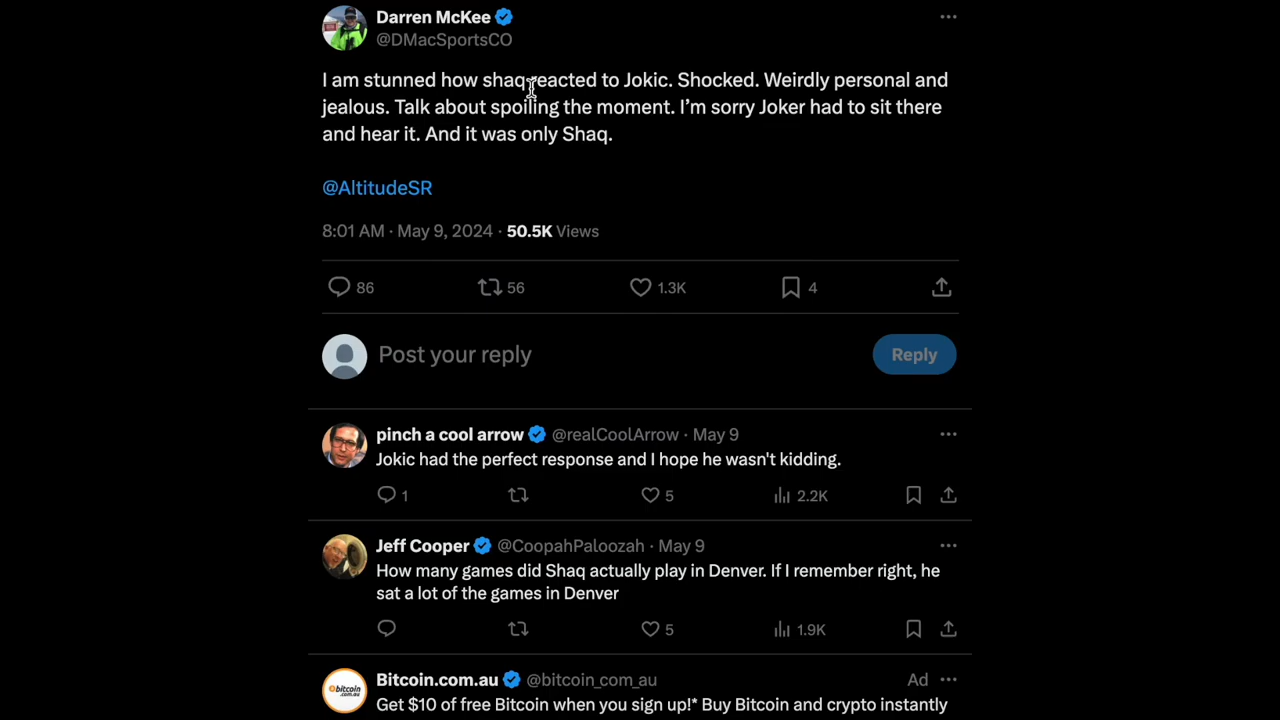 Darren McKee
@DMacSportsCO
I am stunned how shaq reacted to Jokic. Shocked. Weirdly personal and
jealous. Talk about spoiling the moment. I'm sorry Joker had to sit there
and hear it. And it was only Shaq.
@AltitudeSR
8:01 AM · May 9, 2024 · 50.5K Views
86 56 1.3K 4
Post your reply
Reply
pinch a cool arrow @realCoolArrow · May 9
Jokic had the perfect response and I hope he wasn't kidding.
1 5 2.2K
Jeff Cooper @CoopahPaloozah · May 9
How many games did Shaq actually play in Denver. If I remember right, he
sat a lot of the games in Denver
5 1.9K
bitcoin
.com.au
Bitcoin.com.au @bitcoin_com_au Ad
Get $10 of free Bitcoin when you sign up!* Buy Bitcoin and crypto instantly